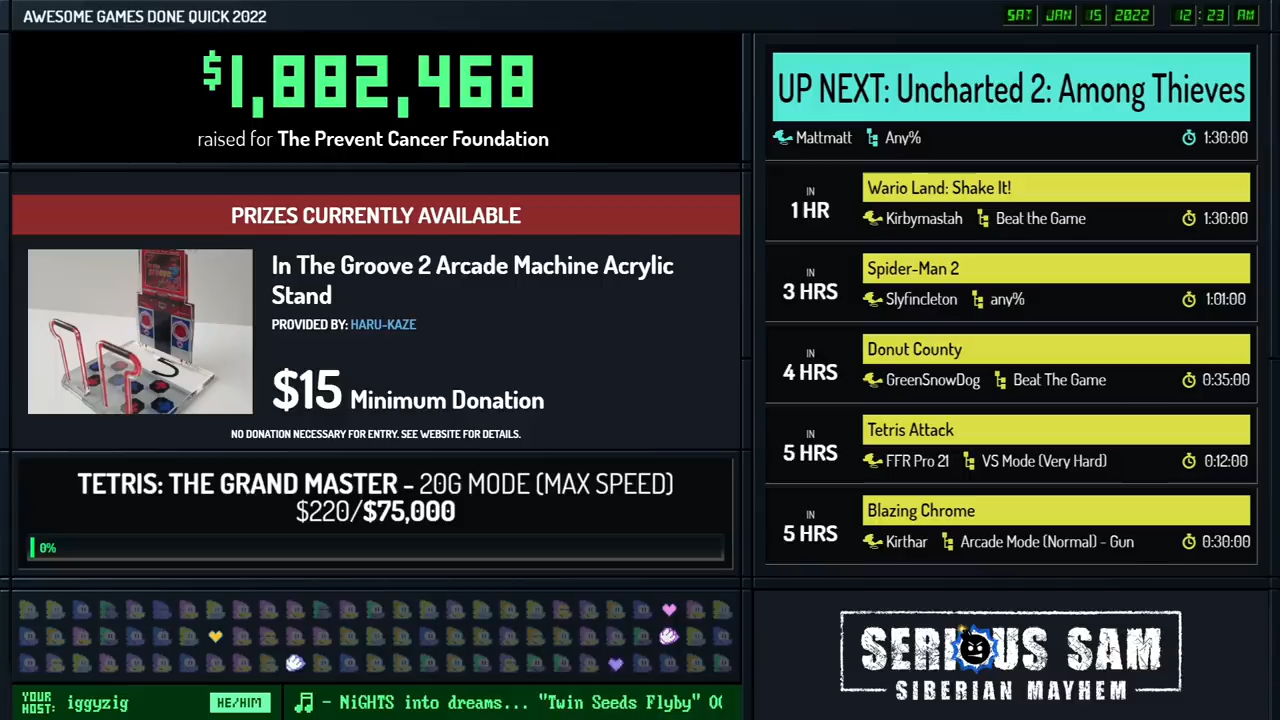 AWESOME GAMES DONE QUICK 2022
SAT JAN 15 2022 12:23 AM
$1,882,468
raised for The Prevent Cancer Foundation
PRIZES CURRENTLY AVAILABLE
In The Groove 2 Arcade Machine Acrylic
Stand
PROVIDED BY: HARU-KAZE
$15 Minimum Donation
NO DONATION NECESSARY FOR ENTRY. SEE WEBSITE FOR DETAILS.
TETRIS: THE GRAND MASTER - 20G MODE (MAX SPEED)
$220/$75,000
0%
YOUR HOST: iggyzig HE/HIM
- NiGHTS into dreams... "Twin Seeds Flyby"
UP NEXT: Uncharted 2: Among Thieves
Mattmatt Any% 1:30:00
IN 1 HR
Wario Land: Shake It!
Kirbymastah Beat the Game 1:30:00
IN 3 HRS
Spider-Man 2
Slyfincleton any% 1:01:00
IN 4 HRS
Donut County
GreenSnowDog Beat The Game 0:35:00
IN 5 HRS
Tetris Attack
FFR Pro 21 VS Mode (Very Hard) 0:12:00
IN 5 HRS
Blazing Chrome
Kirthar Arcade Mode (Normal) - Gun 0:30:00
SERIOUS SAM
SIBERIAN MAYHEM